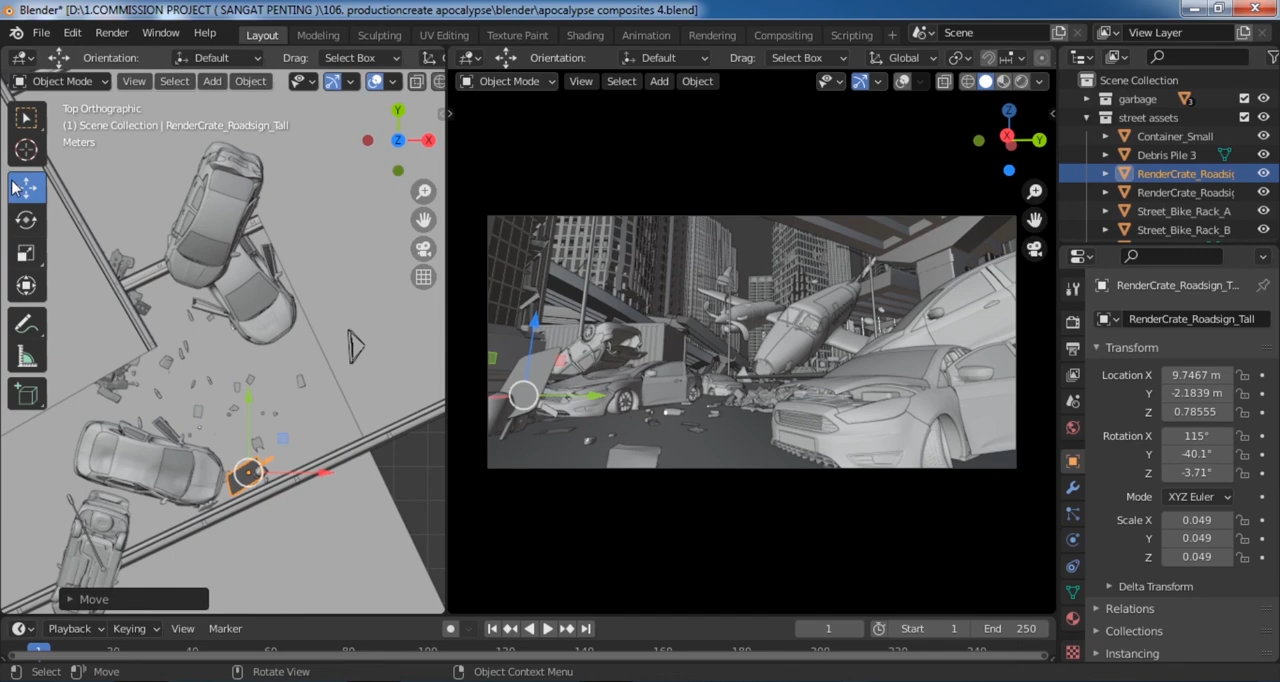 Blender* [D:\1.COMMISSION PROJECT ( SANGAT PENTING )\106. productioncreate apocalypse\blender\apocalypse composites 4.blend]
File Edit Render Window Help Layout Modeling Sculpting UV Editing Texture Paint Shading Animation Rendering Compositing Scripting + Scene View Layer
Orientation: Default Drag: Select Box Orientation: Default Drag: Select Box Global
Object Mode View Select Add Object Object Mode View Select Add Object
Top Orthographic
(1) Scene Collection | RenderCrate_Roadsign_Tall
Meters
Y
Z
X
Z
X
Y
Move
Scene Collection
garbage 3
street assets
Container_Small
Debris Pile 3
RenderCrate_Roadsig
RenderCrate_Roadsig
Street_Bike_Rack_A
Street_Bike_Rack_B
RenderCrate_Roadsign_T...
RenderCrate_Roadsign_Tall
Transform
Location X 9.7467 m
Y -2.1839 m
Z 0.78555
Rotation X 115°
Y -40.1°
Z -3.71°
Mode XYZ Euler
Scale X 0.049
Y 0.049
Z 0.049
Delta Transform
Relations
Collections
Instancing
Playback Keying View Marker 1 Start 1 End 250
Select Move Rotate View Object Context Menu